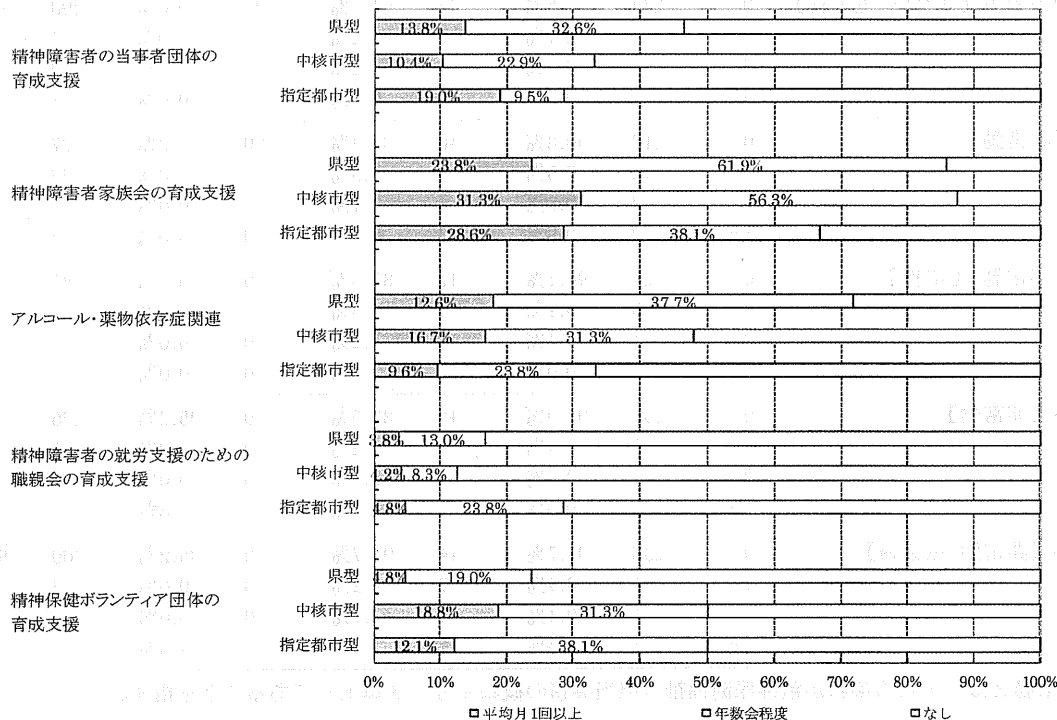 県型
13.8%
32.6%
精神障害者の当事者団体の
育成支援
中核市型
10.4%
22.9%
指定都市型
19.0%
9.5%
県型
23.8%
61.9%
精神障害者家族会の育成支援
中核市型
31.3%
56.3%
指定都市型
28.6%
38.1%
県型
12.6%
37.7%
アルコール・薬物依存症関連
中核市型
16.7%
31.3%
指定都市型
9.6%
23.8%
県型
3.8%
13.0%
精神障害者の就労支援のための
職親会の育成支援
中核市型
4.2%
8.3%
指定都市型
4.8%
23.8%
県型
4.8%
19.0%
精神保健ボランティア団体の
育成支援
中核市型
18.8%
31.3%
指定都市型
12.1%
38.1%
0% 10% 20% 30% 40% 50% 60% 70% 80% 90% 100%
平均月1回以上 年数会程度 なし